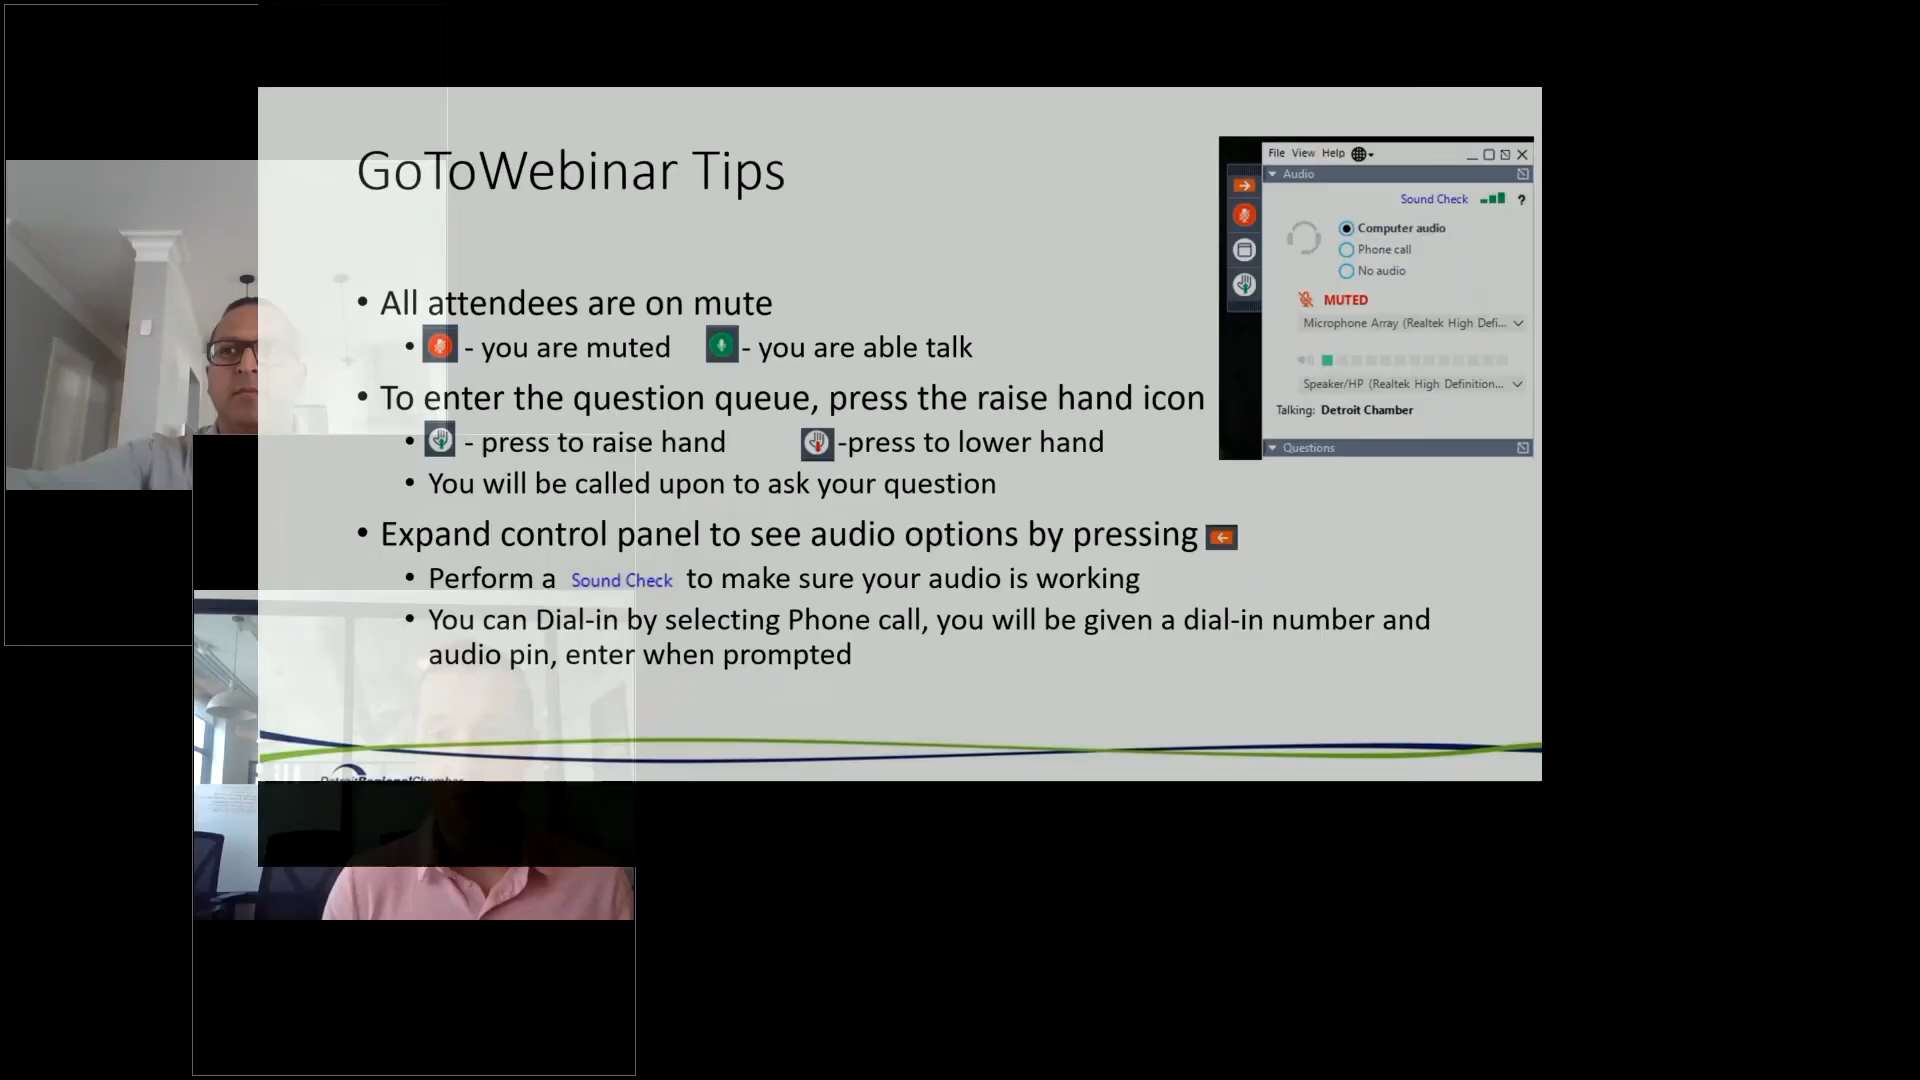 GoToWebinar Tips
• All attendees are on mute
• - you are muted - you are able talk
• To enter the question queue, press the raise hand icon
• - press to raise hand -press to lower hand
• You will be called upon to ask your question
• Expand control panel to see audio options by pressing
• Perform a Sound Check to make sure your audio is working
• You can Dial-in by selecting Phone call, you will be given a dial-in number and
audio pin, enter when prompted
File View Help
Audio
Sound Check ?
Computer audio
Phone call
No audio
MUTED
Microphone Array (Realtek High Defi...
Speaker/HP (Realtek High Definition...
Talking: Detroit Chamber
Questions
DetroitRegionalChamber